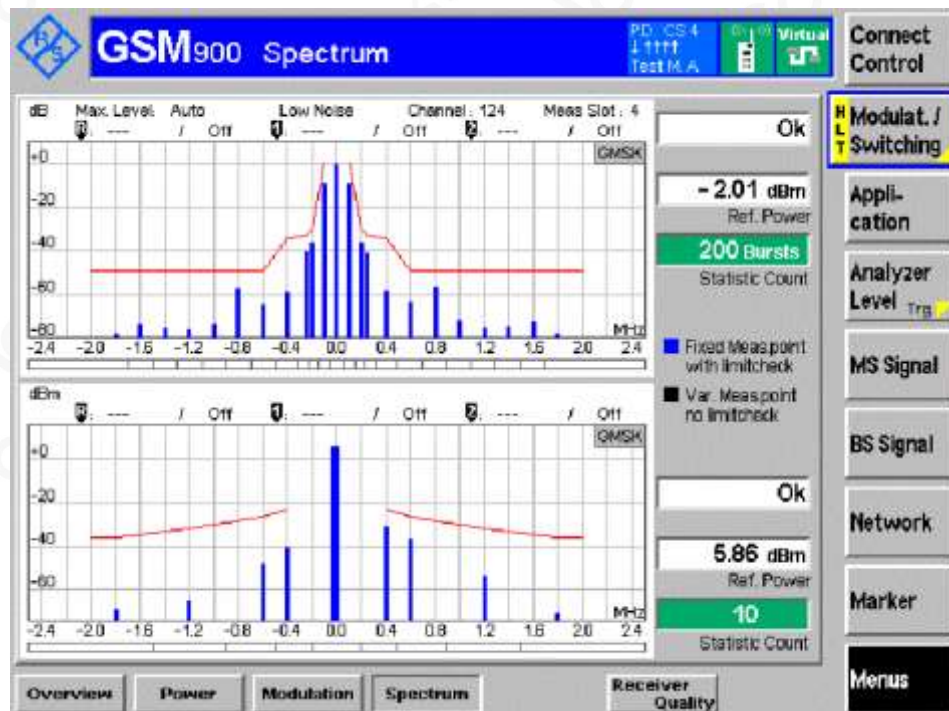 GSM900 Spectrum
PD: CS 4
Test M. A
Virtual
Connect Control
dB Max. Level: Auto Low Noise Channel: 124 Meas Slot: 4
R: --- / Off 1: --- / Off 2: --- / Off
GMSK
+0
-20
-40
-60
-80
MHz
-2.4 -2.0 -1.6 -1.2 -0.8 -0.4 0.0 0.4 0.8 1.2 1.6 2.0 2.4
Ok
-2.01 dBm
Ref. Power
200 Bursts
Statistic Count
Fixed Meas.point
with limitcheck
Var. Meas.point
no limitcheck
dBm
R: --- / Off 1: --- / Off 2: --- / Off
GMSK
+0
-20
-40
-60
MHz
-2.4 -2.0 -1.6 -1.2 -0.8 -0.4 0.0 0.4 0.8 1.2 1.6 2.0 2.4
Ok
5.86 dBm
Ref. Power
10
Statistic Count
HLT
Modulat. /
Switching
Appli-
cation
Analyzer
Level Trg
MS Signal
BS Signal
Network
Marker
Menus
Overview Power Modulation Spectrum Receiver
Quality